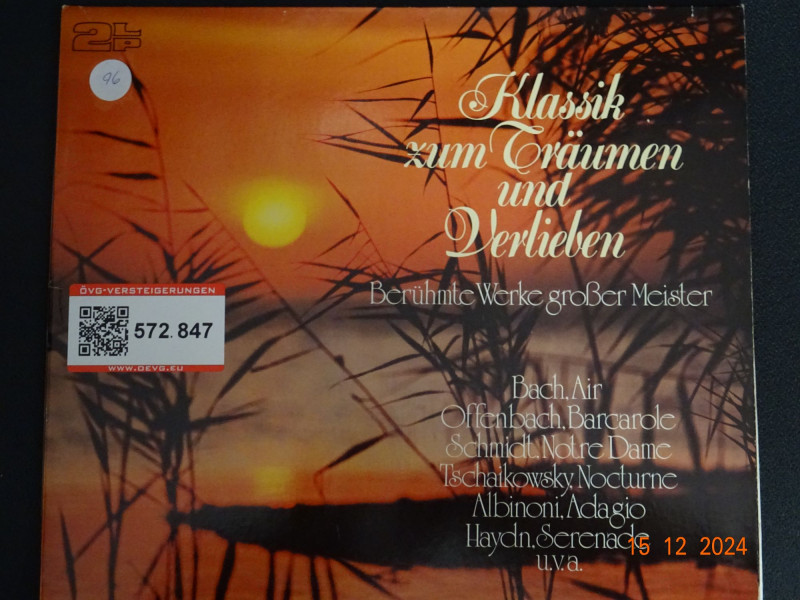 2LP
96
Klassik
zum Träumen
und
Verlieben
Berühmte Werke großer Meister
ÖVG-VERSTEIGERUNGEN
572.847
WWW.OEVG.EU
Bach, Air
Offenbach, Barcarole
Schmidt, Notre Dame
Tschaikowsky, Nocturne
Albinoni, Adagio
Haydn, Serenade
u.v.a.
15 12 2024